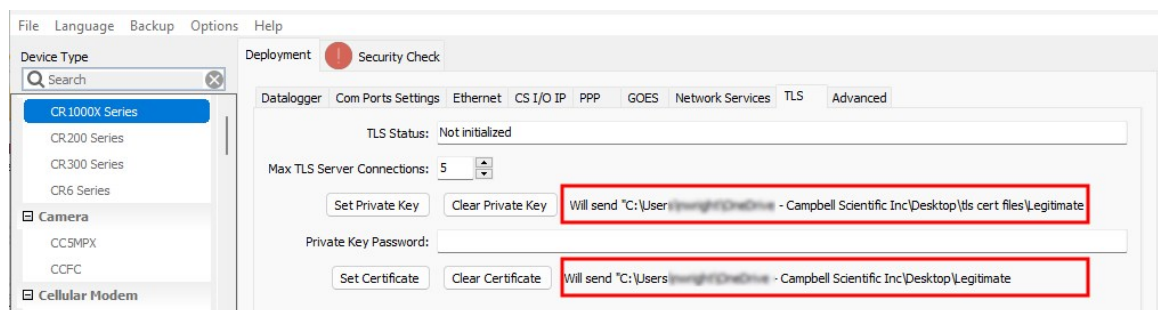 File Language Backup Options Help
Device Type
Search
CR1000X Series
CR200 Series
CR300 Series
CR6 Series
Camera
CC5MPX
CCFC
Cellular Modem
Deployment ! Security Check
Datalogger Com Ports Settings Ethernet CS I/O IP PPP GOES Network Services TLS Advanced
TLS Status: Not initialized
Max TLS Server Connections: 5
Set Private Key Clear Private Key Will send "C:\User - Campbell Scientific Inc\Desktop\tls cert files\Legitimate
Private Key Password:
Set Certificate Clear Certificate Will send "C:\Users - Campbell Scientific Inc\Desktop\Legitimate